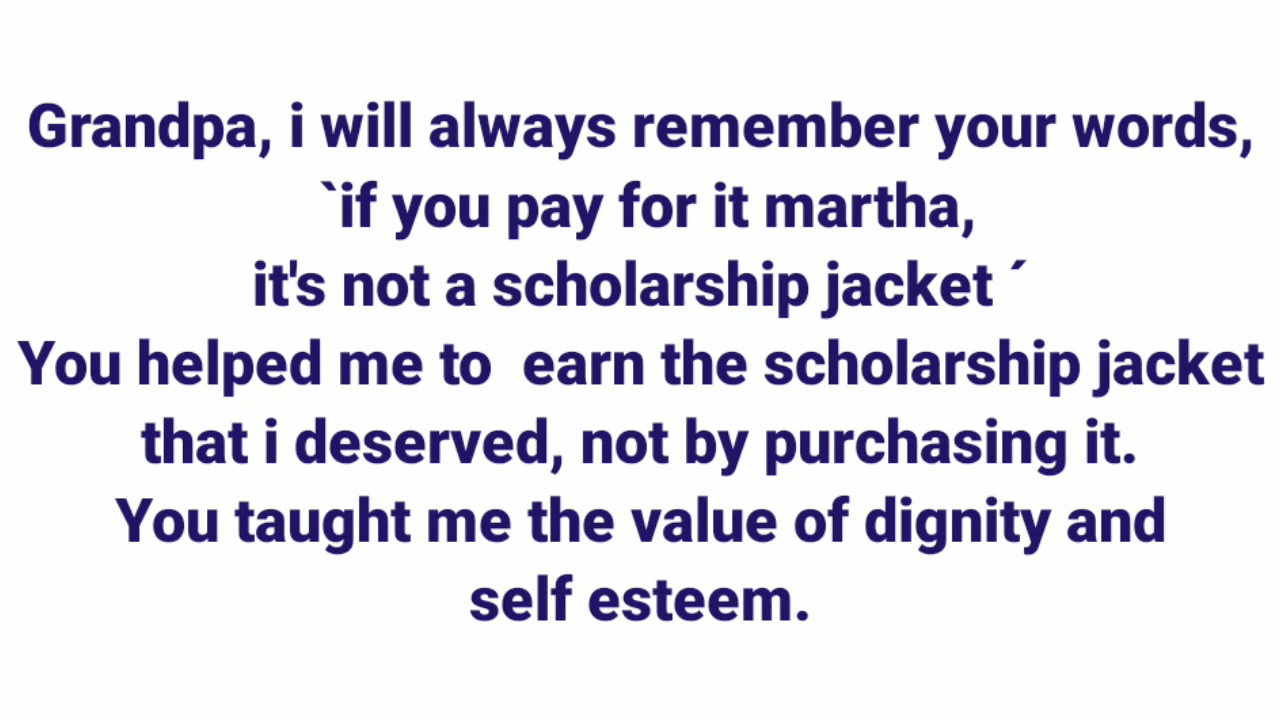 Grandpa, i will always remember your words,
`if you pay for it martha,
it's not a scholarship jacket ´
You helped me to  earn the scholarship jacket
that i deserved, not by purchasing it.
You taught me the value of dignity and
self esteem.